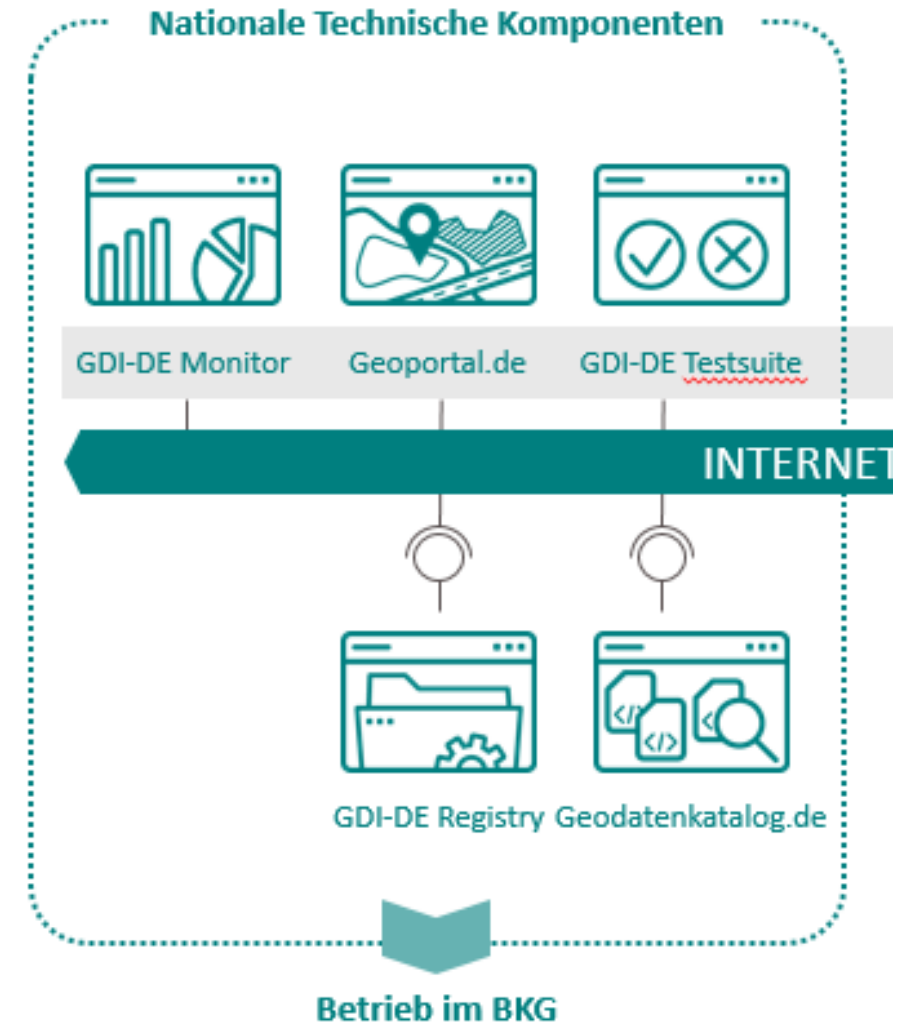 Nationale Technische Komponenten
GDI-DE Monitor
Geoportal.de
GDI-DE Testsuite
INTERNET
</>
</>
GDI-DE Registry
Geodatenkatalog.de
Betrieb im BKG